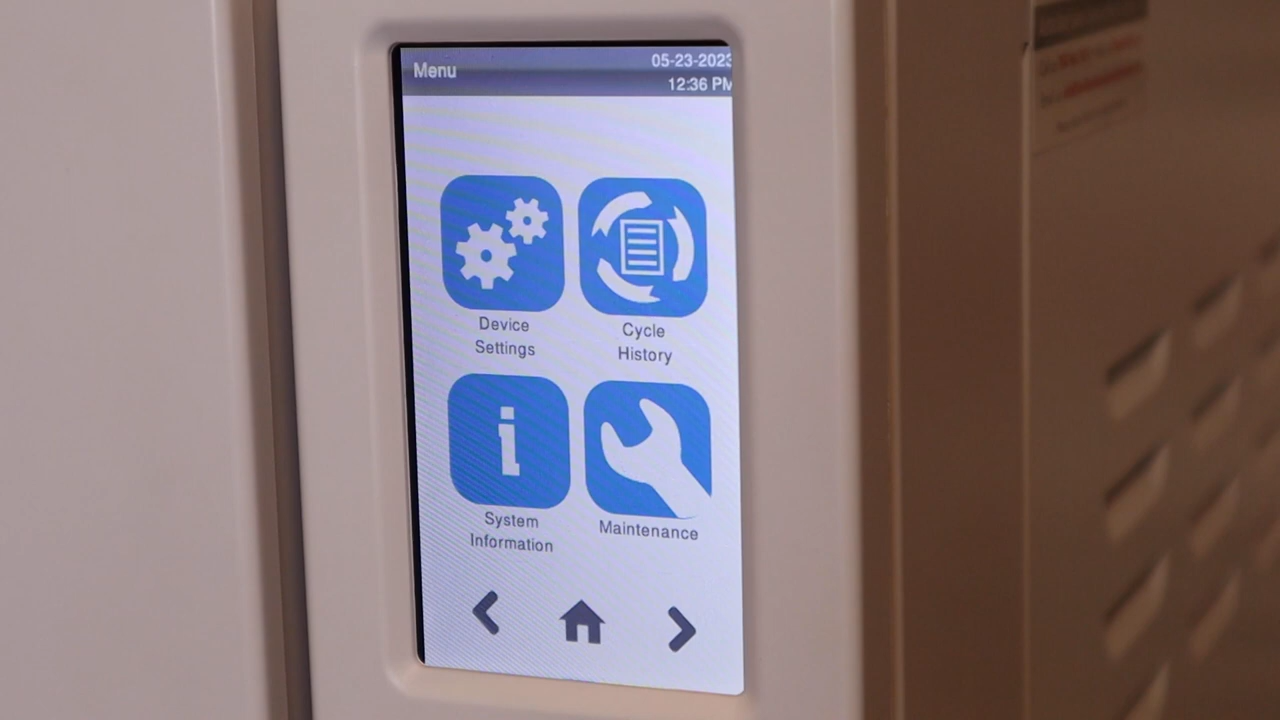 Menu
05-23-2023
12:36 PM
Device
Settings
Cycle
History
i
System
Information
Maintenance